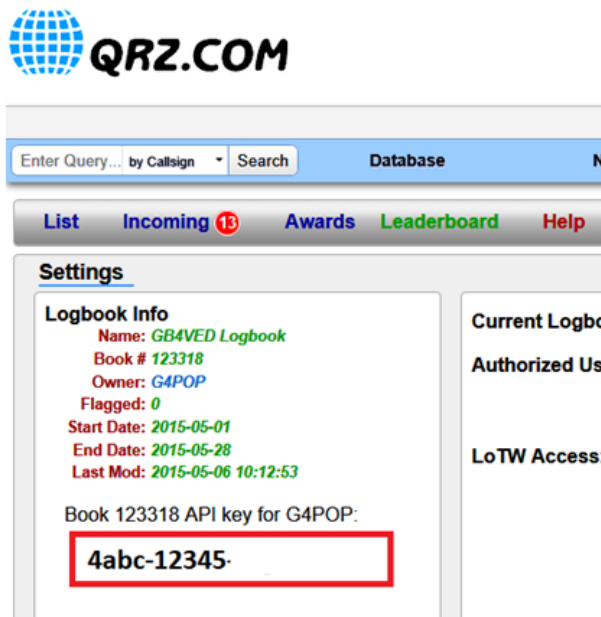 QRZ.COM
Enter Query... by Callsign Search Database N
List Incoming 13 Awards Leaderboard Help
Settings
Logbook Info
Name: GB4VED Logbook
Book # 123318
Owner: G4POP
Flagged: 0
Start Date: 2015-05-01
End Date: 2015-05-28
Last Mod: 2015-05-06 10:12:53
Book 123318 API key for G4POP:
4abc-12345-
Current Logbo
Authorized Us
LoTW Access: